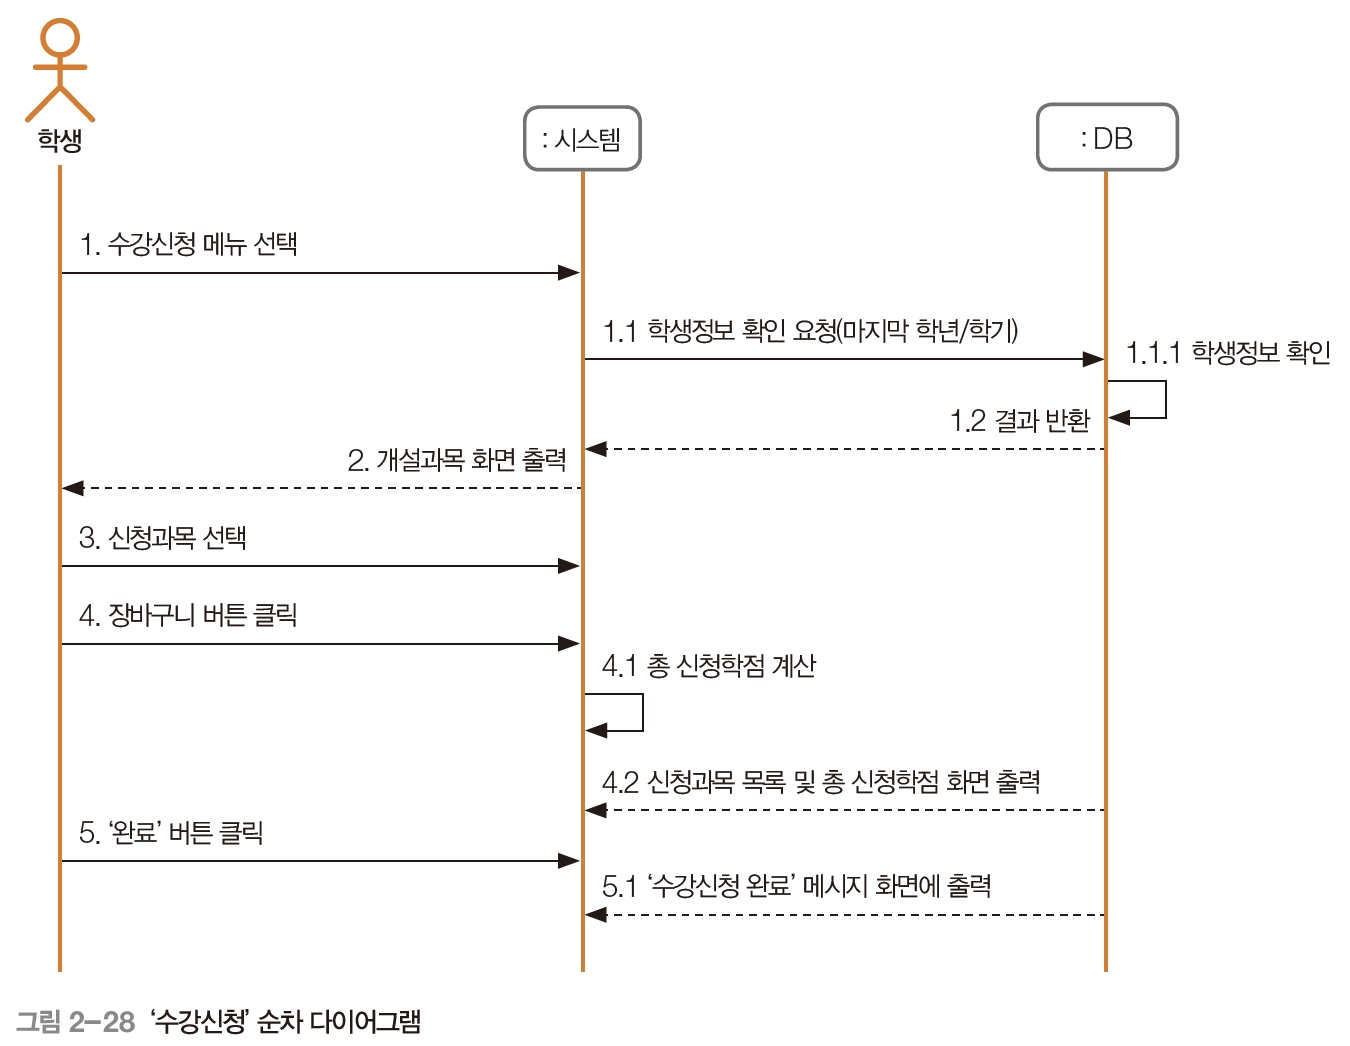 학생
: 시스템
: DB
1. 수강신청 메뉴 선택
1.1 학생정보 확인 요청(마지막 학년/학기)
1.1.1 학생정보 확인
1.2 결과 반환
2. 개설과목 화면 출력
3. 신청과목 선택
4. 장바구니 버튼 클릭
4.1 총 신청학점 계산
4.2 신청과목 목록 및 총 신청학점 화면 출력
5. ‘완료’ 버튼 클릭
5.1 ‘수강신청 완료’ 메시지 화면에 출력
그림 2–28 ‘수강신청’ 순차 다이어그램